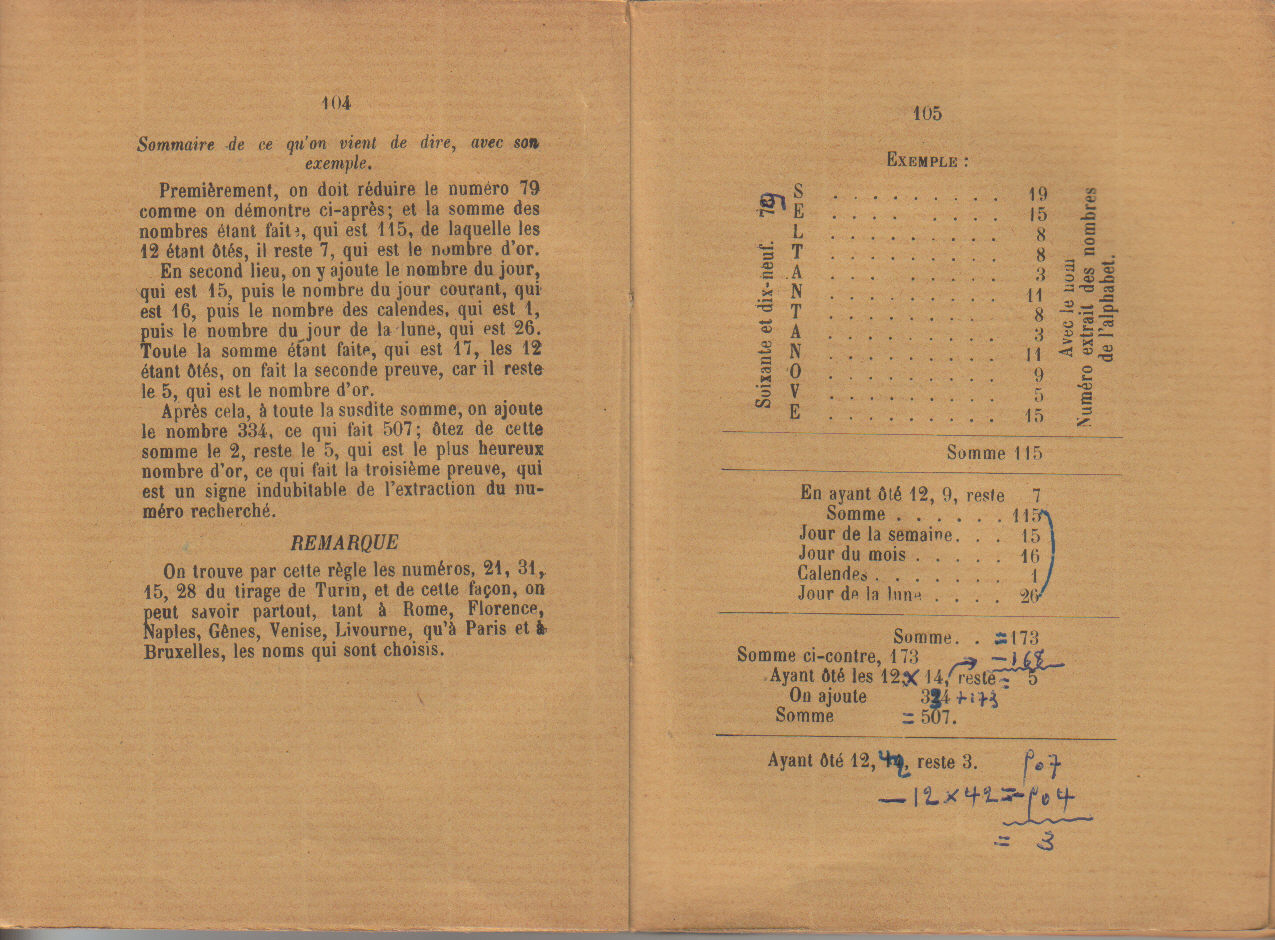 104
Sommaire de ce qu'on vient de dire, avec son
exemple.
Premièrement, on doit réduire le numéro 79
comme on démontre ci-après; et la somme des
nombres étant faite, qui est 115, de laquelle les
12 étant ôtés, il reste 7, qui est le nombre d'or.
En second lieu, on y ajoute le nombre du jour,
qui est 15, puis le nombre du jour courant, qui
est 16, puis le nombre des calendes, qui est 1,
puis le nombre du jour de la lune, qui est 26.
Toute la somme étant faite, qui est 17, les 12
étant ôtés, on fait la seconde preuve, car il reste
le 5, qui est le nombre d'or.
Après cela, à toute la susdite somme, on ajoute
le nombre 334, ce qui fait 507; ôtez de cette
somme le 2, reste le 5, qui est le plus heureux
nombre d'or, ce qui fait la troisième preuve, qui
est un signe indubitable de l'extraction du nu-
méro recherché.
REMARQUE
On trouve par cette règle les numéros, 21, 31,
15, 28 du tirage de Turin, et de cette façon, on
peut savoir partout, tant à Rome, Florence,
Naples, Gênes, Venise, Livourne, qu'à Paris et à
Bruxelles, les noms qui sont choisis.
105
EXEMPLE :
Soixante et dix-neuf. 79
S . . . . . . . . . 19
E . . . . . . . . . 15
L . . . . . . . . . 8
T . . . . . . . . . 8
A . . . . . . . . . 3
N . . . . . . . . . 11
T . . . . . . . . . 8
A . . . . . . . . . 3
N . . . . . . . . . 11
O . . . . . . . . . 9
V . . . . . . . . . 5
E . . . . . . . . . 15
Avec le nom
Numéro extrait des nombres
de l'alphabet.
Somme 115
En ayant ôté 12, 9, reste 7
Somme . . . . . . 115
Jour de la semaine. . . 15
Jour du mois . . . . . 16
Calendes . . . . . . . 1
Jour de la lune . . . . 26
Somme. . = 173
Somme ci-contre, 173 → - 168
Ayant ôté les 12 x 14, reste = 5
On ajoute 334 + 173
Somme = 507.
Ayant ôté 12, 42, reste 3. 507
- 12 x 42 = - 504
= 3